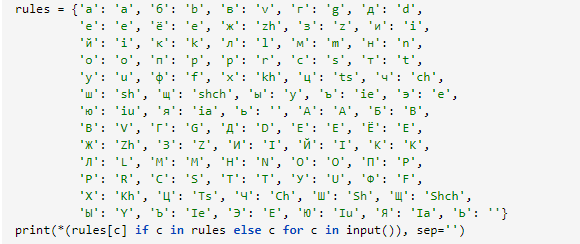 rules = {'а': 'a', 'б': 'b', 'в': 'v', 'г': 'g', 'д': 'd',
'е': 'e', 'ё': 'e', 'ж': 'zh', 'з': 'z', 'и': 'i',
'й': 'i', 'к': 'k', 'л': 'l', 'м': 'm', 'н': 'n',
'о': 'o', 'п': 'p', 'р': 'r', 'с': 's', 'т': 't',
'у': 'u', 'ф': 'f', 'х': 'kh', 'ц': 'ts', 'ч': 'ch',
'ш': 'sh', 'щ': 'shch', 'ы': 'y', 'ъ': 'ie', 'э': 'e',
'ю': 'iu', 'я': 'ia', 'ь': '', 'А': 'A', 'Б': 'B',
'В': 'V', 'Г': 'G', 'Д': 'D', 'Е': 'E', 'Ё': 'E',
'Ж': 'Zh', 'З': 'Z', 'И': 'I', 'Й': 'I', 'К': 'K',
'Л': 'L', 'М': 'M', 'Н': 'N', 'О': 'O', 'П': 'P',
'Р': 'R', 'С': 'S', 'Т': 'T', 'У': 'U', 'Ф': 'F',
'Х': 'Kh', 'Ц': 'Ts', 'Ч': 'Ch', 'Ш': 'Sh', 'Щ': 'Shch',
'Ы': 'Y', 'Ъ': 'Ie', 'Э': 'E', 'Ю': 'Iu', 'Я': 'Ia', 'Ь': ''}
print(*(rules[c] if c in rules else c for c in input()), sep='')